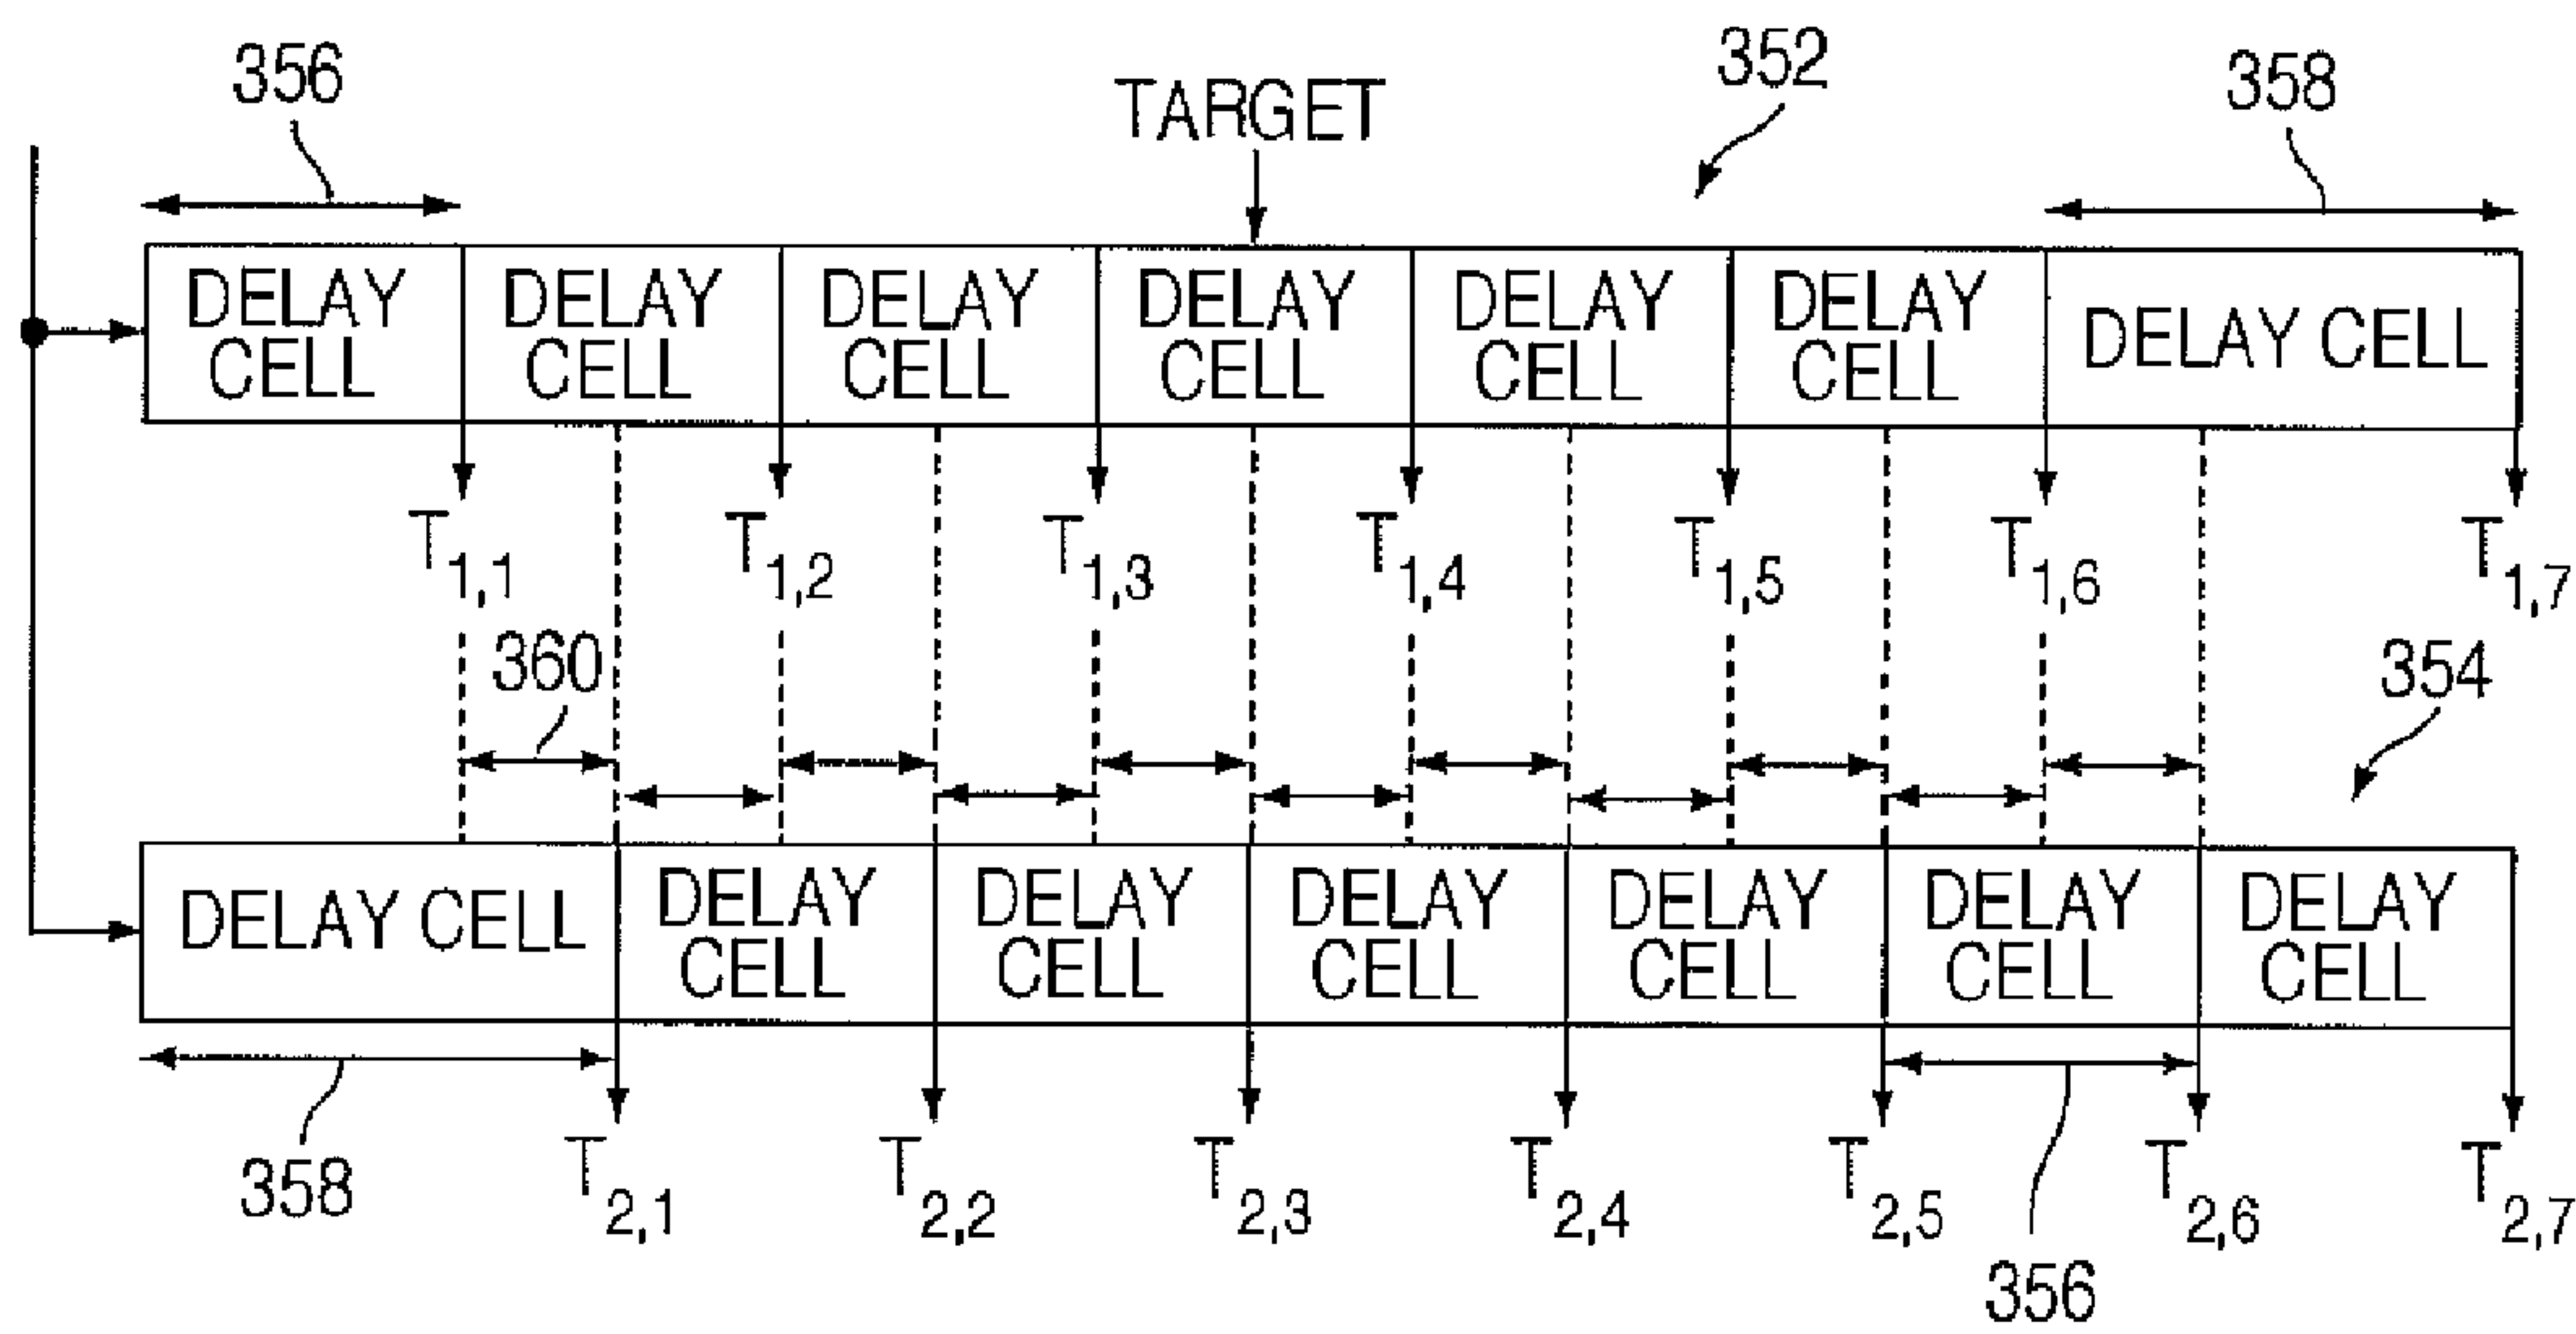 356
TARGET
352
358
DELAY CELL
DELAY CELL
DELAY CELL
DELAY CELL
DELAY CELL
DELAY CELL
DELAY CELL
T1,1
T1,2
T1,3
T1,4
T1,5
T1,6
T1,7
360
354
DELAY CELL
DELAY CELL
DELAY CELL
DELAY CELL
DELAY CELL
DELAY CELL
DELAY CELL
358
T2,1
T2,2
T2,3
T2,4
T2,5
T2,6
T2,7
356